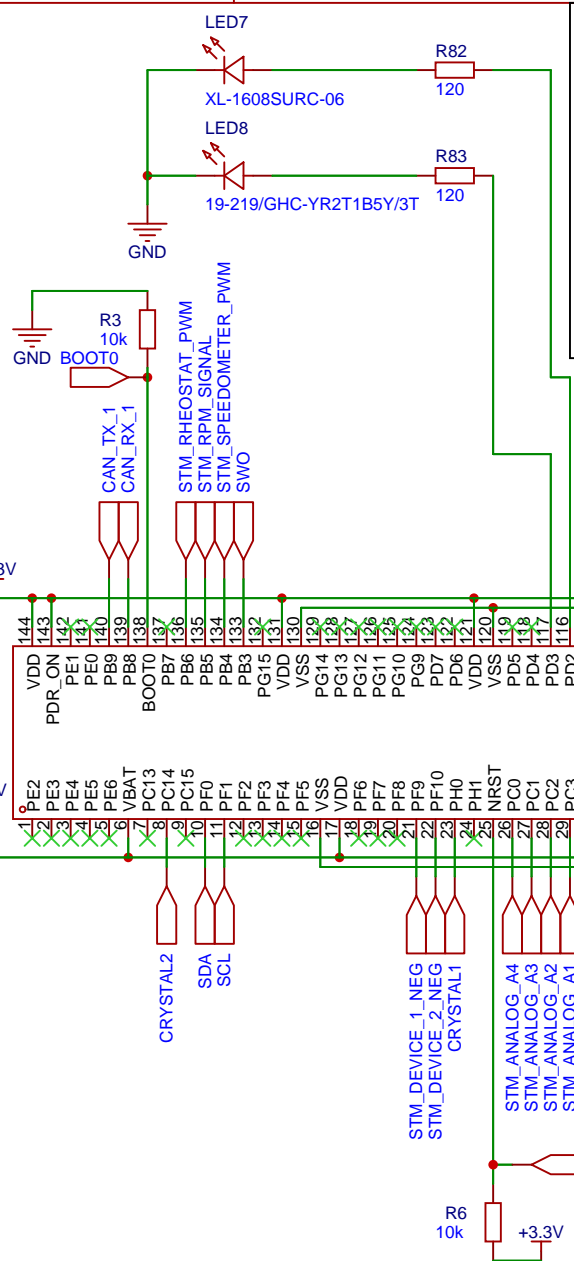 LED7
R82
XL-1608SURC-06
120
LED8
R83
19-219/GHC-YR2T1B5Y/3T
120
GND
R3
10k
GND
BOOT0
CAN_TX_1
CAN_RX_1
STM_RHEOSTAT_PWM
STM_RPM_SIGNAL
STM_SPEEDOMETER_PWM
SWO
3V
144
143
142
141
140
139
138
137
136
135
134
133
132
131
130
129
128
127
126
125
124
123
122
121
120
119
118
117
116
VDD
PDR_ON
PE1
PE0
PB9
PB8
BOOT0
PB7
PB6
PB5
PB4
PB3
PG15
VDD
VSS
PG14
PG13
PG12
PG11
PG10
PG9
PD7
PD6
VDD
VSS
PD5
PD4
PD3
PD2
PE2
PE3
PE4
PE5
PE6
VBAT
PC13
PC14
PC15
PF0
PF1
PF2
PF3
PF4
PF5
VSS
VDD
PF6
PF7
PF8
PF9
PF10
PH0
PH1
NRST
PC0
PC1
PC2
PC3
1
2
3
4
5
6
7
8
9
10
11
12
13
14
15
16
17
18
19
20
21
22
23
24
25
26
27
28
29
CRYSTAL2
SDA
SCL
STM_DEVICE_1_NEG
STM_DEVICE_2_NEG
CRYSTAL1
STM_ANALOG_A4
STM_ANALOG_A3
STM_ANALOG_A2
STM_ANALOG_A1
R6
10k
+3.3V